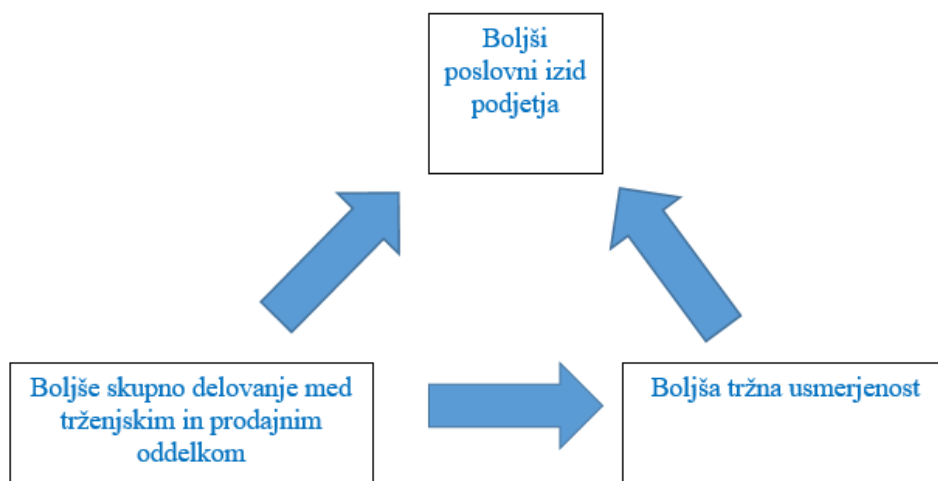 Boljši
poslovni izid
podjetja
Boljše skupno delovanje med
trženjskim in prodajnim
oddelkom
Boljša tržna usmerjenost